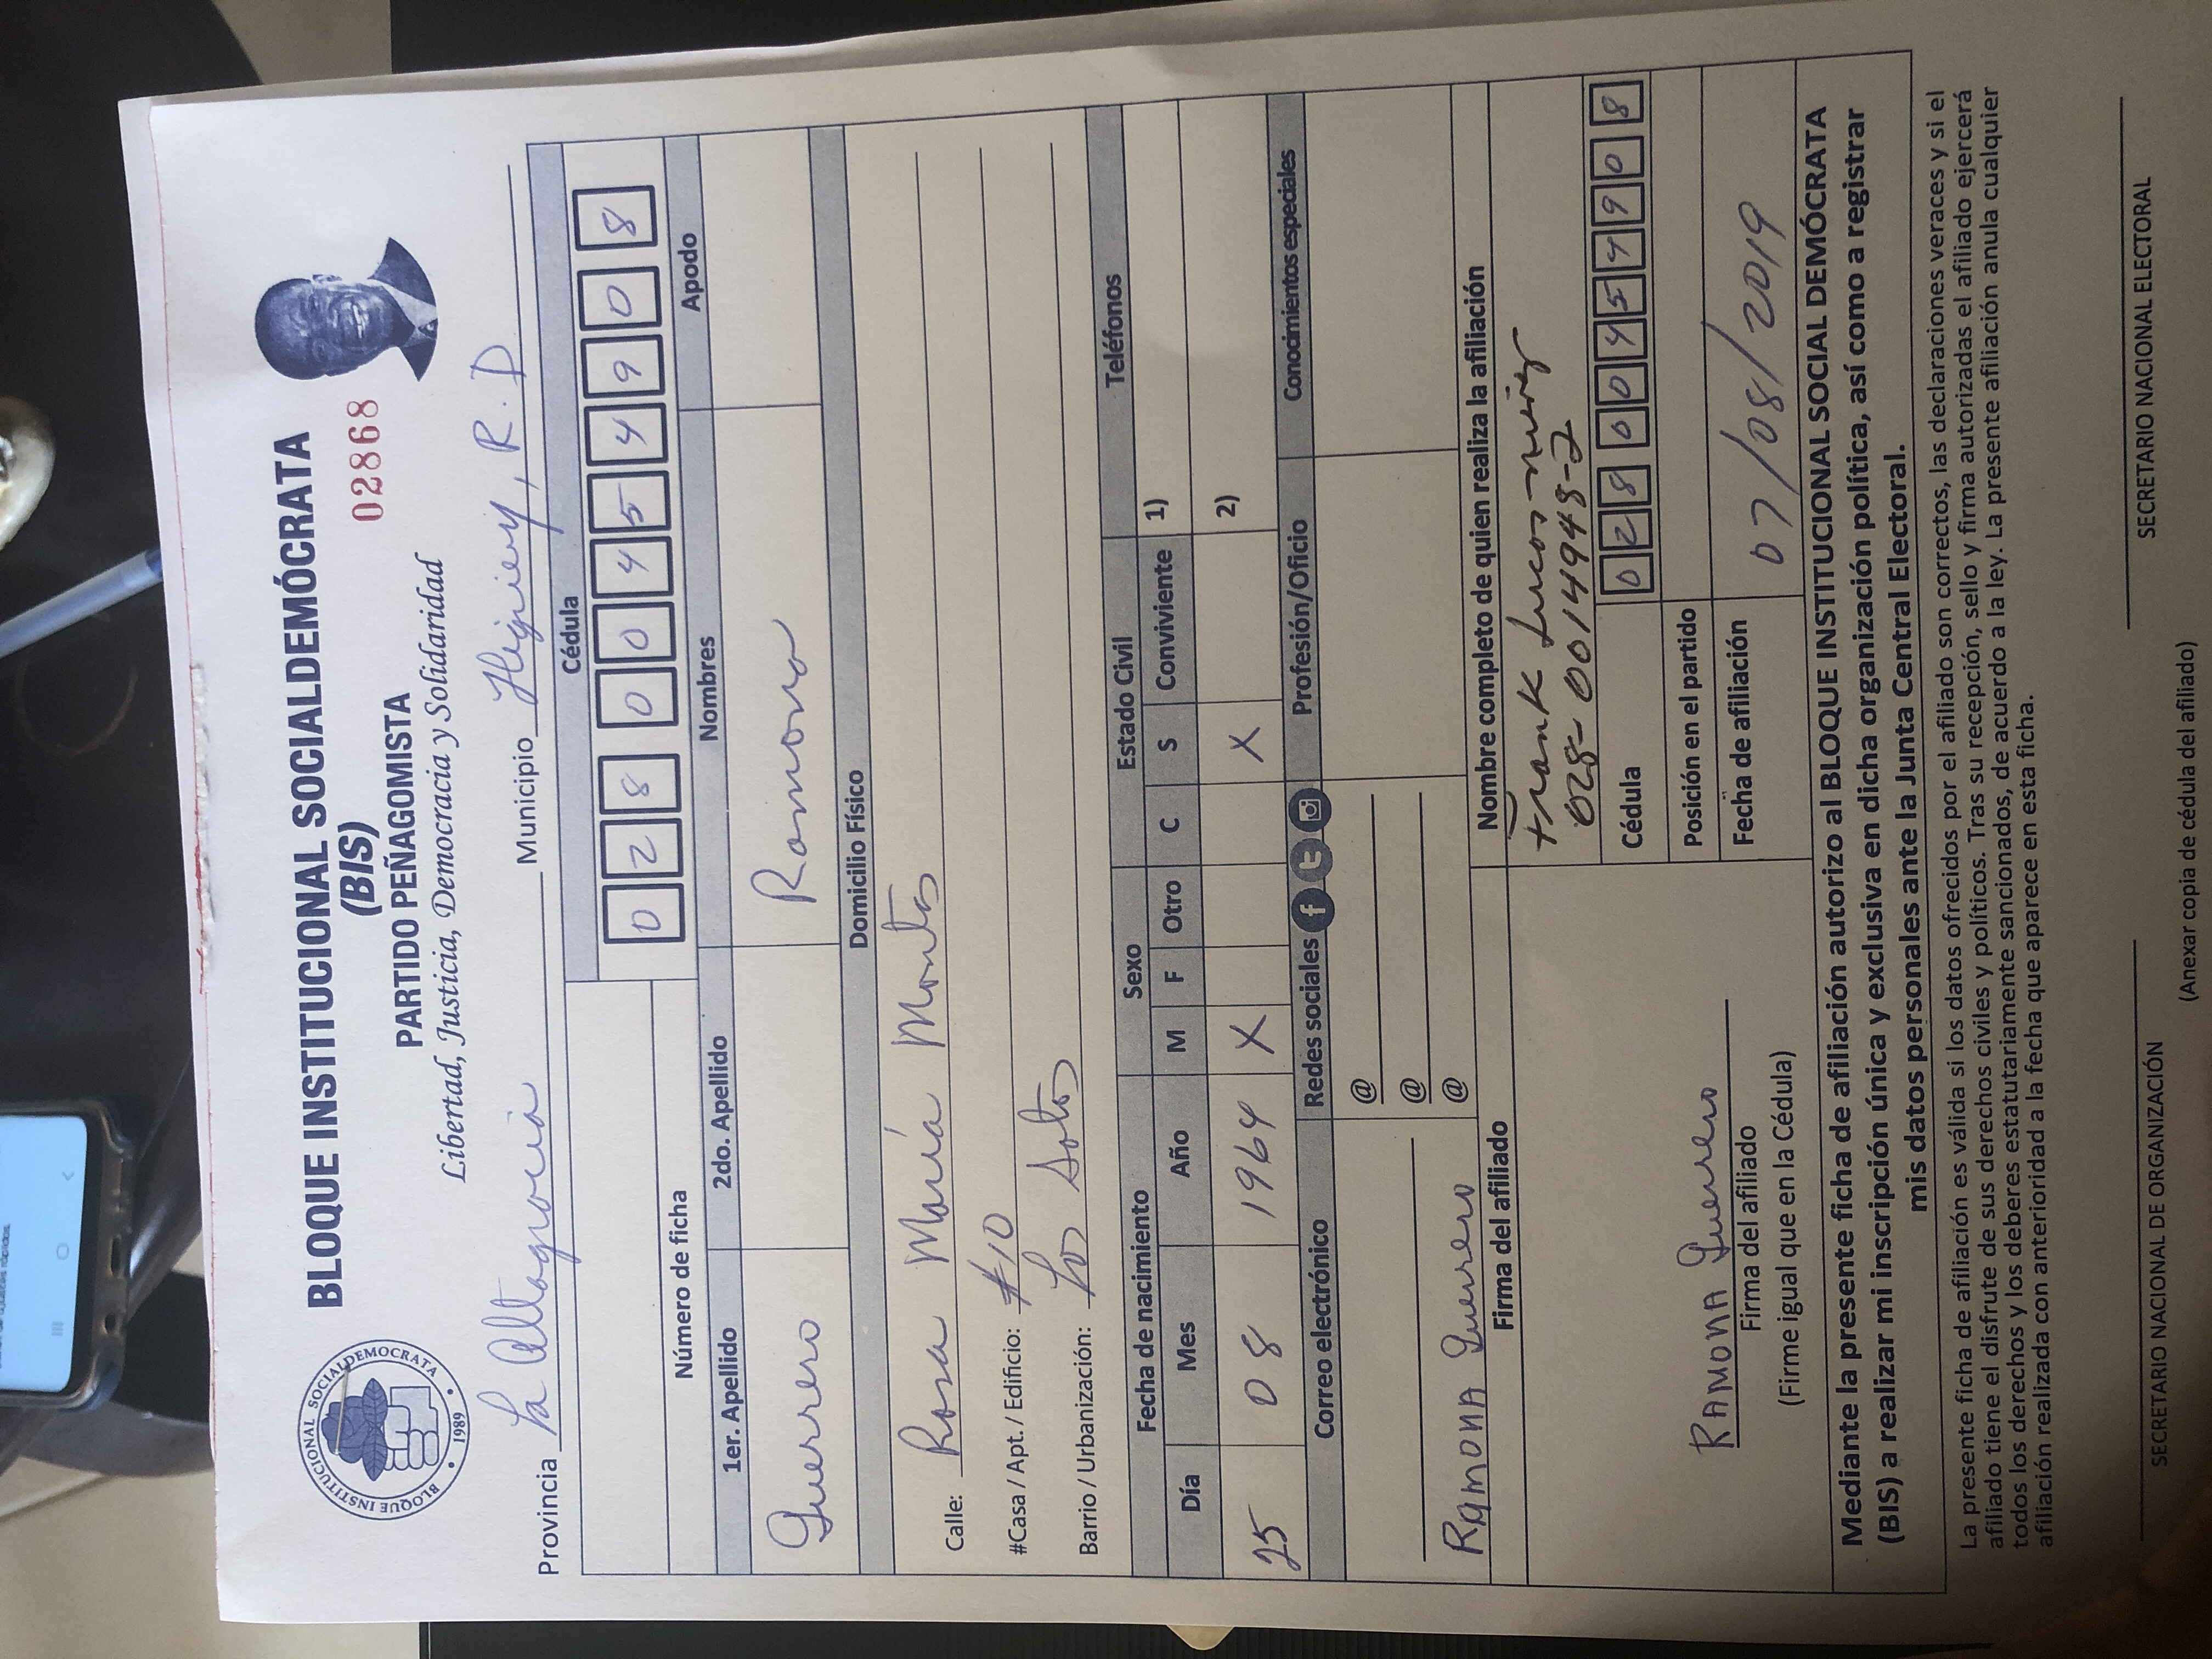 BLOQUE INSTITUCIONAL SOCIALDEMÓCRATA
(BIS)
02868
PARTIDO PEÑAGOMISTA
Libertad, Justicia, Democracia y Solidaridad
BLOQUE INSTITUCIONAL SOCIALDEMOCRATA
• 1989 •
Provincia La Altagracia Municipio Higüey, R.D
Cédula
0 2 8 0 0 4 5 4 9 0 8
Número de ficha
1er. Apellido 2do. Apellido Nombres Apodo
Guerrero Ramona
Domicilio Físico
Calle: Rosa María Montas
#Casa / Apt. / Edificio: #10
Barrio / Urbanización: Los Sotos
Fecha de nacimiento Sexo Estado Civil Teléfonos
Día Mes Año M F Otro C S Conviviente 1)
25 08 1964 X X 2)
Correo electrónico Redes sociales Profesión/Oficio Conocimientos especiales
@
@
@
Ramona Guerrero
Firma del afiliado Nombre completo de quien realiza la afiliación
Frank Lucas
028-0014948-2
Cédula 0 2 8 0 0 4 5 4 9 0 8
Posición en el partido
Fecha de afiliación 07/08/2019
RAMONA Guerrero
Firma del afiliado
(Firme igual que en la Cédula)
Mediante la presente ficha de afiliación autorizo al BLOQUE INSTITUCIONAL SOCIAL DEMÓCRATA
(BIS) a realizar mi inscripción única y exclusiva en dicha organización política, así como a registrar
mis datos personales ante la Junta Central Electoral.
La presente ficha de afiliación es válida si los datos ofrecidos por el afiliado son correctos, las declaraciones veraces y si el
afiliado tiene el disfrute de sus derechos civiles y políticos. Tras su recepción, sello y firma autorizadas el afiliado ejercerá
todos los derechos y los deberes estatutariamente sancionados, de acuerdo a la ley. La presente afiliación anula cualquier
afiliación realizada con anterioridad a la fecha que aparece en esta ficha.
SECRETARIO NACIONAL DE ORGANIZACIÓN SECRETARIO NACIONAL ELECTORAL
(Anexar copia de cédula del afiliado)